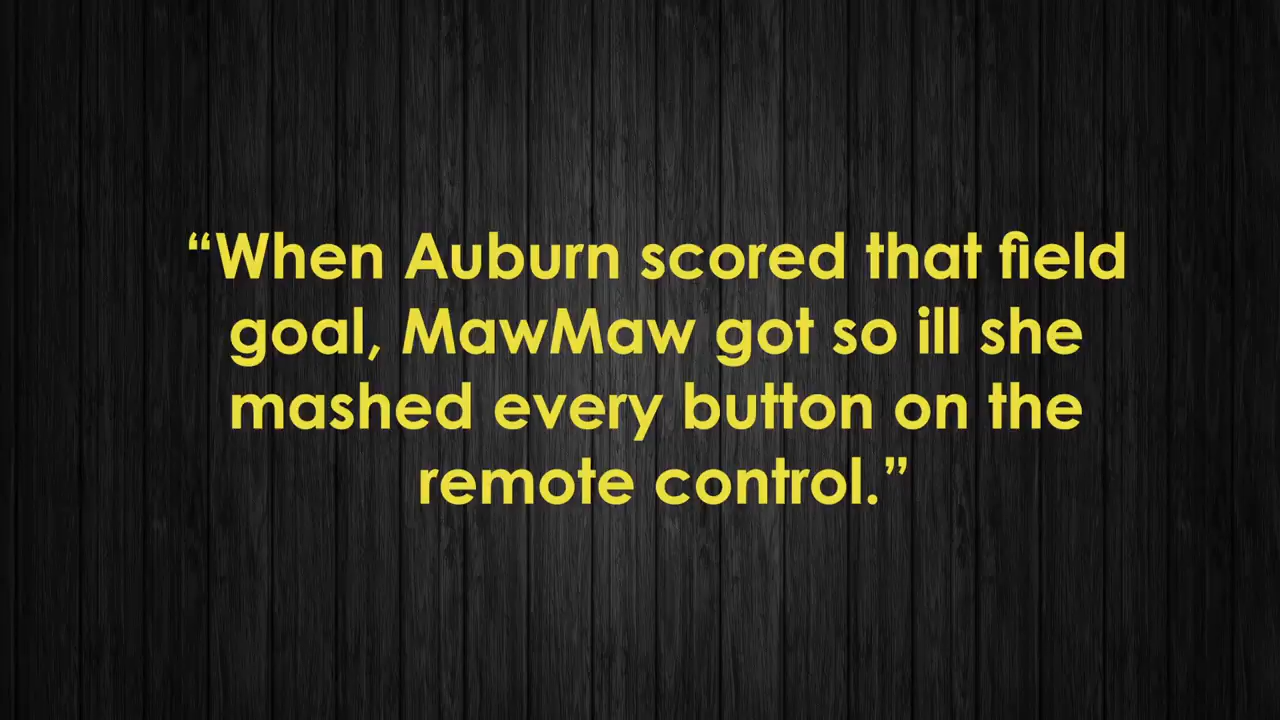 “When Auburn scored that field
goal, MawMaw got so ill she
mashed every button on the
remote control.”